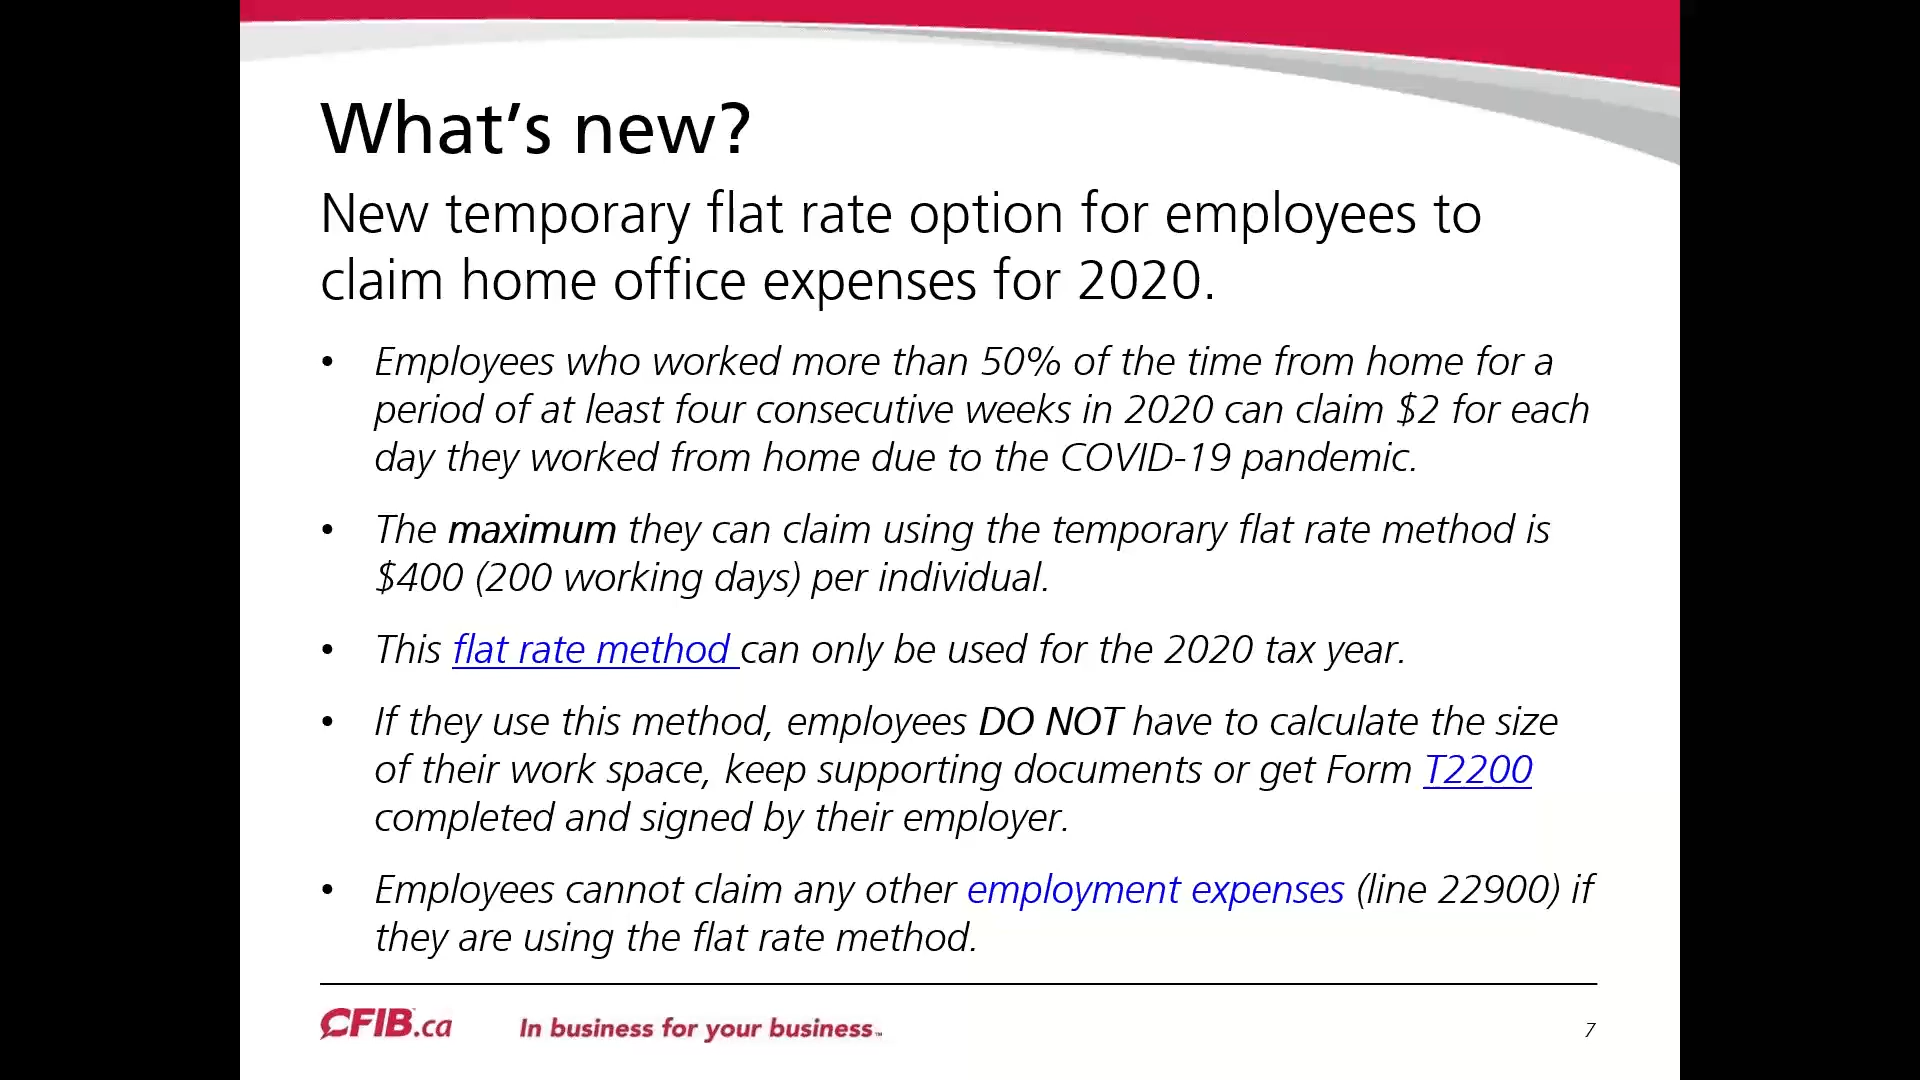 What's new?
New temporary flat rate option for employees to
claim home office expenses for 2020.
• Employees who worked more than 50% of the time from home for a
period of at least four consecutive weeks in 2020 can claim $2 for each
day they worked from home due to the COVID-19 pandemic.
• The maximum they can claim using the temporary flat rate method is
$400 (200 working days) per individual.
• This flat rate method can only be used for the 2020 tax year.
• If they use this method, employees DO NOT have to calculate the size
of their work space, keep supporting documents or get Form T2200
completed and signed by their employer.
• Employees cannot claim any other employment expenses (line 22900) if
they are using the flat rate method.
CFIB.ca In business for your business™ 7